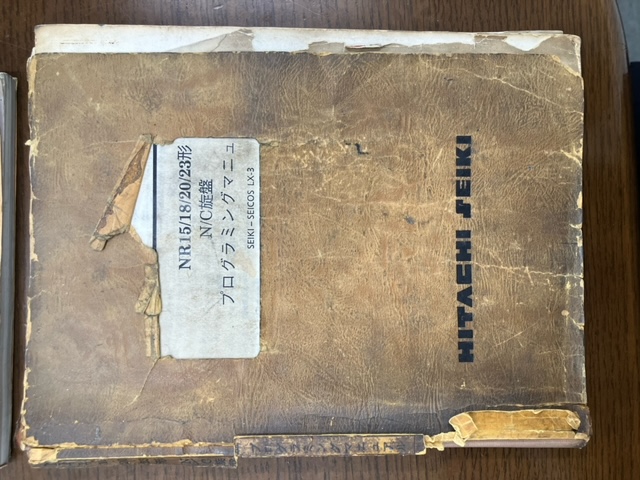 NR15/18/20/23形
N/C旋盤
プログラミングマニュ
SEIKI-SEICOS LX-3
HITACHI SEIKI